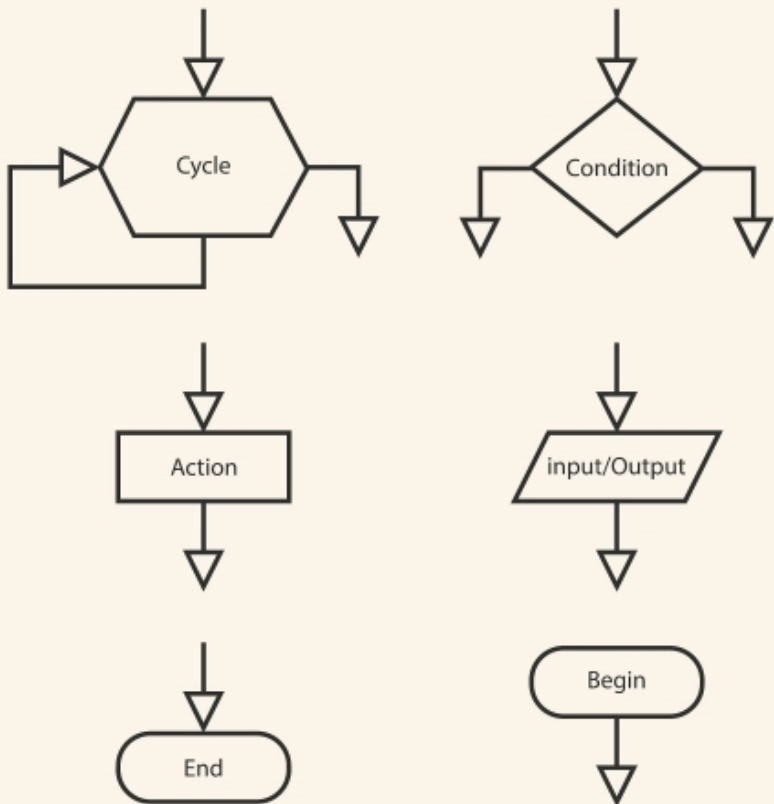 Cycle
Condition
Action
input/Output
Begin
End